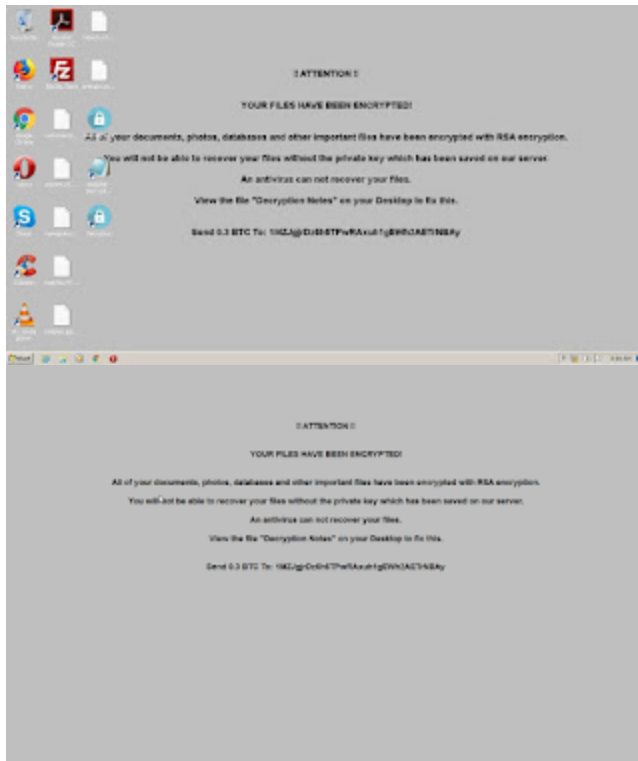 !! ATTENTION !!
YOUR FILES HAVE BEEN ENCRYPTED!
All of your documents, photos, databases and other important files have been encrypted with RSA encryption.
You will not be able to recover your files without the private key which has been saved on our server.
An antivirus can not recover your files.
View the file "Decryption Notes" on your Desktop to fix this.
Send 0.3 BTC To:
Start
!! ATTENTION !!
YOUR FILES HAVE BEEN ENCRYPTED!
All of your documents, photos, databases and other important files have been encrypted with RSA encryption.
You will not be able to recover your files without the private key which has been saved on our server.
An antivirus can not recover your files.
View the file "Decryption Notes" on your Desktop to fix this.
Send 0.3 BTC To: